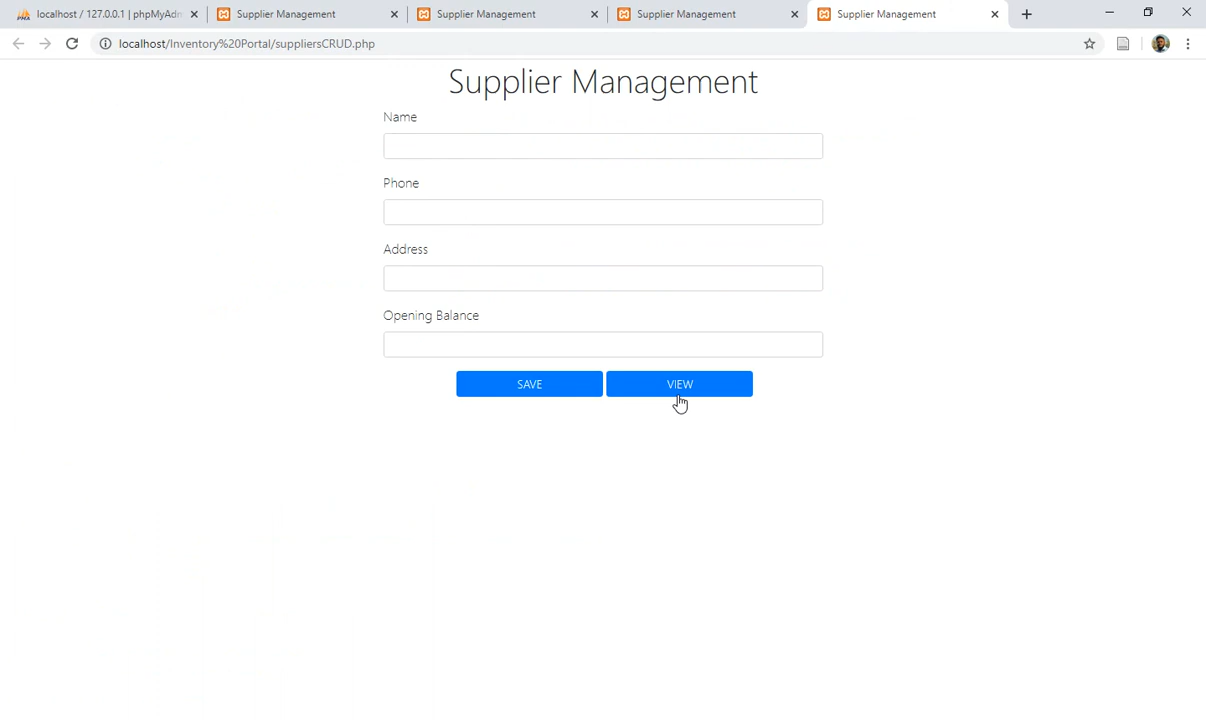 localhost / 127.0.0.1 | phpMyAdm
Supplier Management
Supplier Management
Supplier Management
Supplier Management
localhost/Inventory%20Portal/suppliersCRUD.php
Supplier Management
Name
Phone
Address
Opening Balance
SAVE VIEW